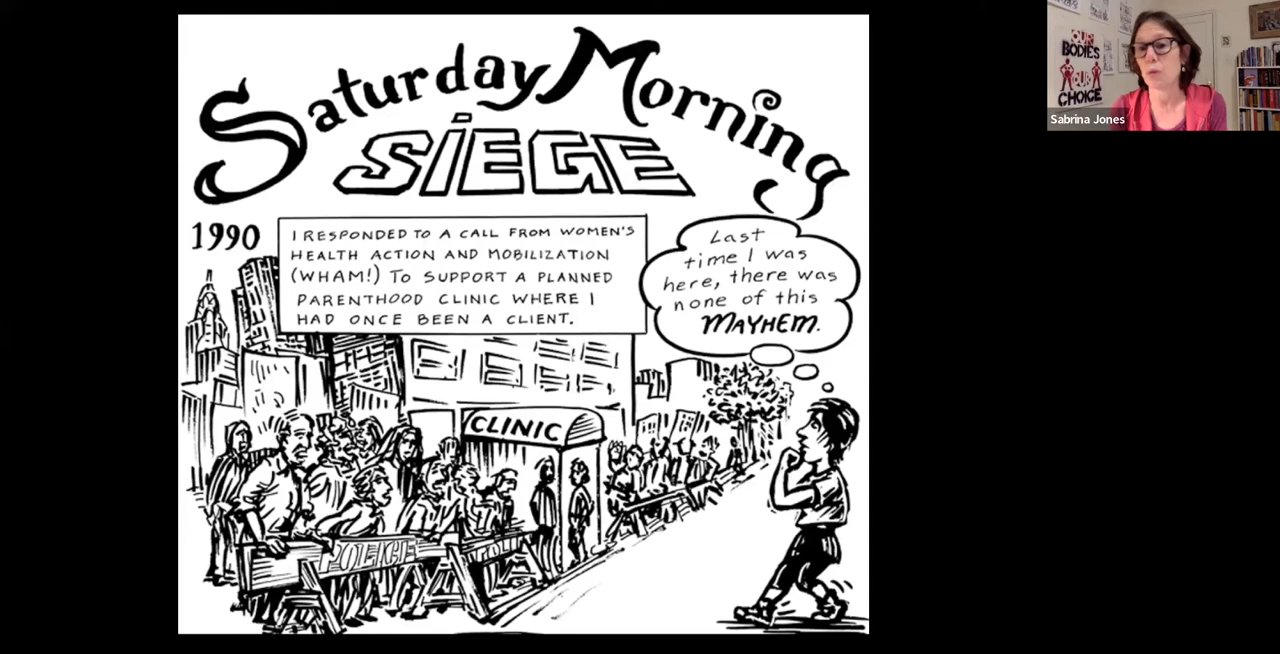 Saturday Morning
SIEGE
1990
I RESPONDED TO A CALL FROM WOMEN'S
HEALTH ACTION AND MOBILIZATION
(WHAM!) TO SUPPORT A PLANNED
PARENTHOOD CLINIC WHERE I
HAD ONCE BEEN A CLIENT.
Last
time I was
here, there was
none of this
MAYHEM.
CLINIC
POLICE
OUR
BODIES
OUR
CHOICE
Sabrina Jones